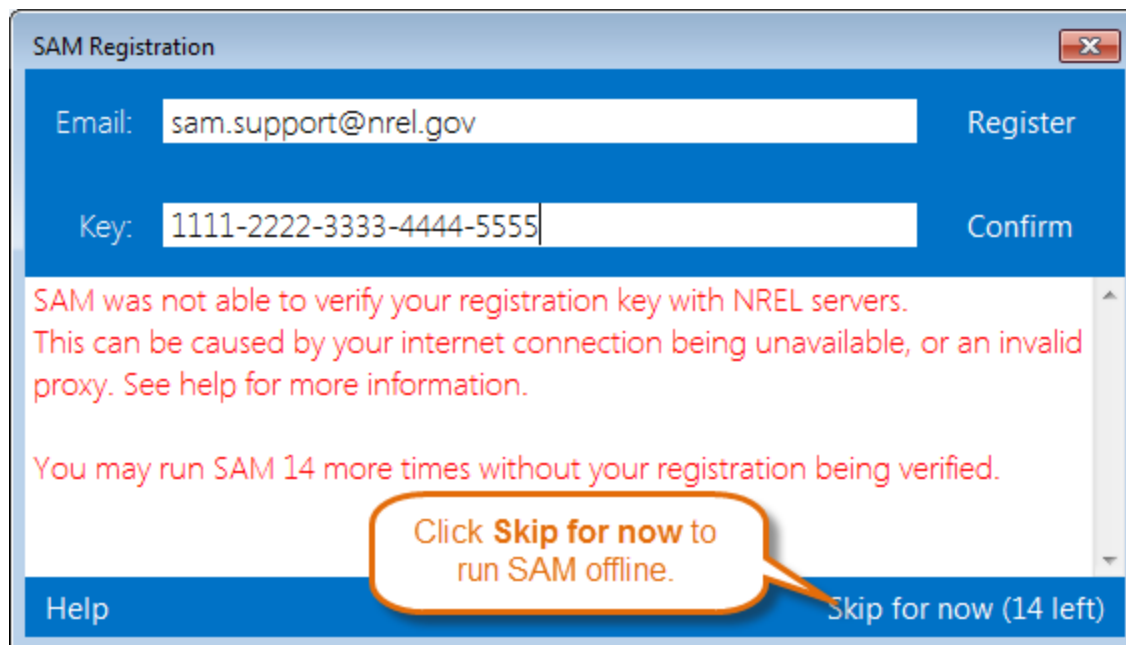 SAM Registration
Email: sam.support@nrel.gov Register
Key: 1111-2222-3333-4444-5555 Confirm
SAM was not able to verify your registration key with NREL servers.
This can be caused by your internet connection being unavailable, or an invalid
proxy. See help for more information.
You may run SAM 14 more times without your registration being verified.
Click Skip for now to
run SAM offline.
Help Skip for now (14 left)